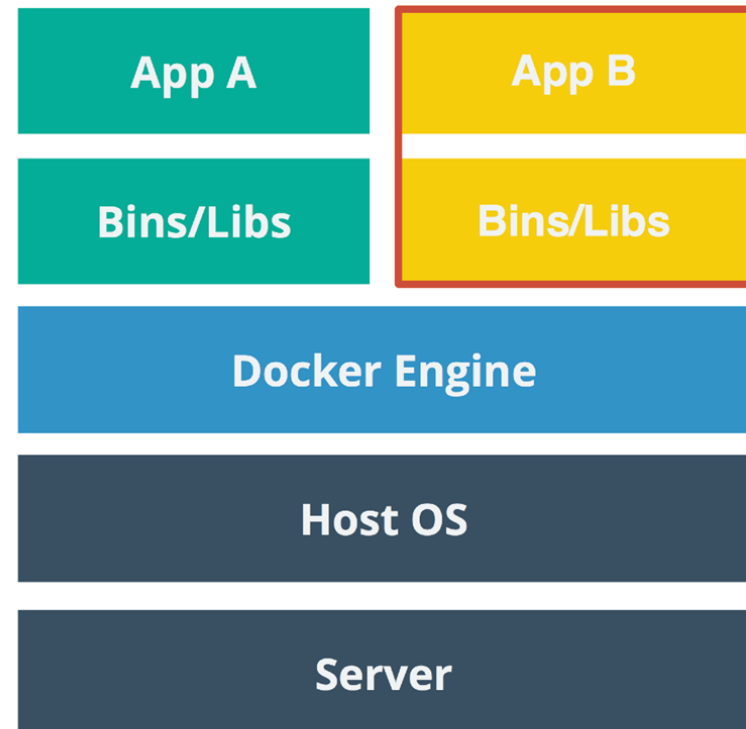 App A
App B
Bins/Libs
Bins/Libs
Docker Engine
Host OS
Server